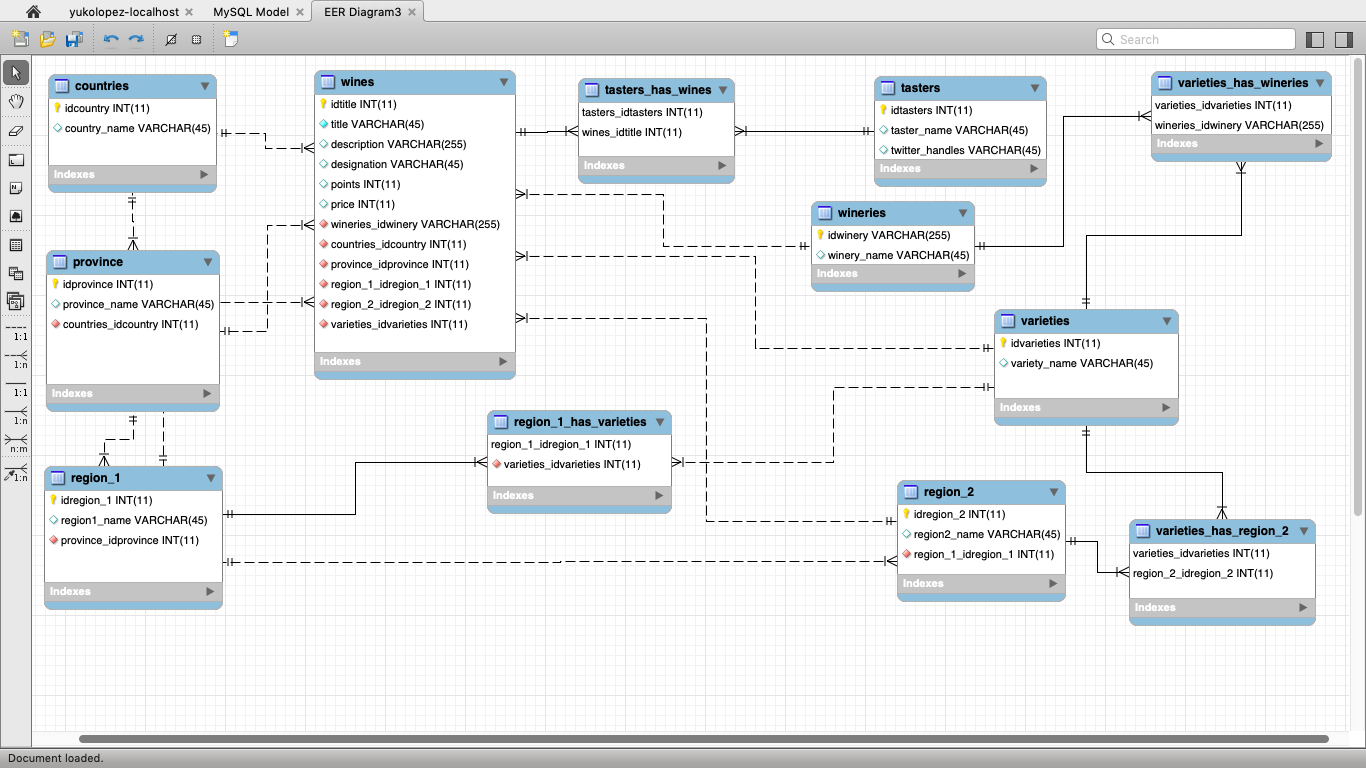 yukolopez-localhost
MySQL Model
EER Diagram3
Search
countries
idcountry INT(11)
country_name VARCHAR(45)
Indexes
wines
idtitle INT(11)
title VARCHAR(45)
description VARCHAR(255)
designation VARCHAR(45)
points INT(11)
price INT(11)
wineries_idwinery VARCHAR(255)
countries_idcountry INT(11)
province_idprovince INT(11)
region_1_idregion_1 INT(11)
region_2_idregion_2 INT(11)
varieties_idvarieties INT(11)
Indexes
tasters_has_wines
tasters_idtasters INT(11)
wines_idtitle INT(11)
Indexes
tasters
idtasters INT(11)
taster_name VARCHAR(45)
twitter_handles VARCHAR(45)
Indexes
varieties_has_wineries
varieties_idvarieties INT(11)
wineries_idwinery VARCHAR(255)
Indexes
wineries
idwinery VARCHAR(255)
winery_name VARCHAR(45)
Indexes
province
idprovince INT(11)
province_name VARCHAR(45)
countries_idcountry INT(11)
Indexes
varieties
idvarieties INT(11)
variety_name VARCHAR(45)
Indexes
1:1
1:n
1:1
1:n
n:m
1:n
region_1_has_varieties
region_1_idregion_1 INT(11)
varieties_idvarieties INT(11)
Indexes
region_1
idregion_1 INT(11)
region1_name VARCHAR(45)
province_idprovince INT(11)
Indexes
region_2
idregion_2 INT(11)
region2_name VARCHAR(45)
region_1_idregion_1 INT(11)
Indexes
varieties_has_region_2
varieties_idvarieties INT(11)
region_2_idregion_2 INT(11)
Indexes
Document loaded.